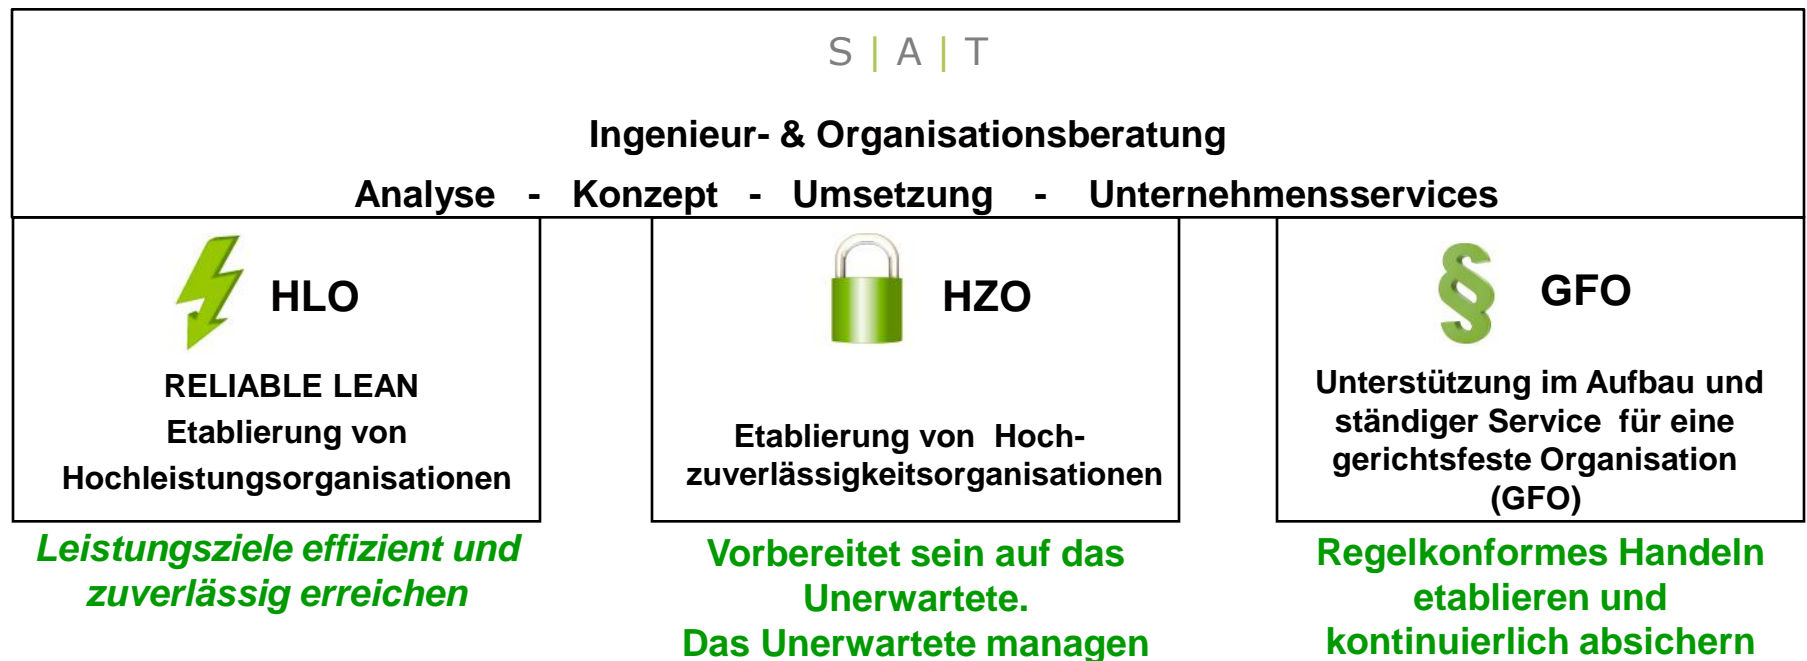 S | A | T
Ingenieur- & Organisationsberatung
Analyse - Konzept - Umsetzung - Unternehmensservices
HLO
RELIABLE LEAN
Etablierung von
Hochleistungsorganisationen
Leistungsziele effizient und
zuverlässig erreichen
HZO
Etablierung von Hoch-
zuverlässigkeitsorganisationen
Vorbereitet sein auf das
Unerwartete.
Das Unerwartete managen
§
GFO
Unterstützung im Aufbau und
ständiger Service für eine
gerichtsfeste Organisation
(GFO)
Regelkonformes Handeln
etablieren und
kontinuierlich absichern